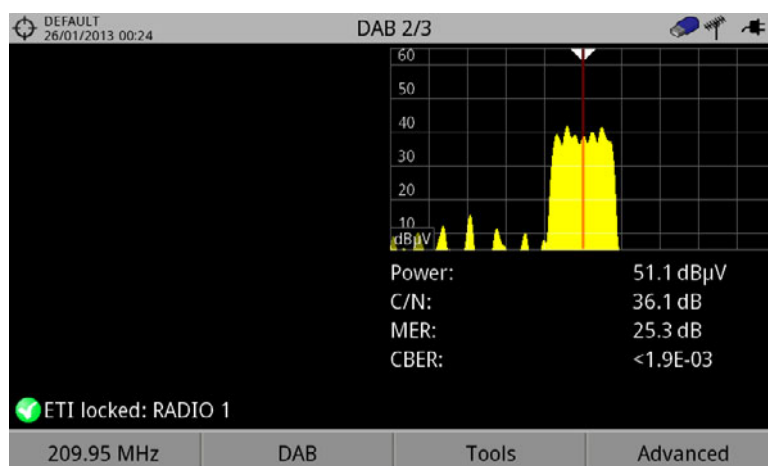 DEFAULT
26/01/2013 00:24
DAB 2/3
60
50
40
30
20
10
dBµV
Power: 51.1 dBµV
C/N: 36.1 dB
MER: 25.3 dB
CBER: <1.9E-03
ETI locked: RADIO 1
209.95 MHz DAB Tools Advanced